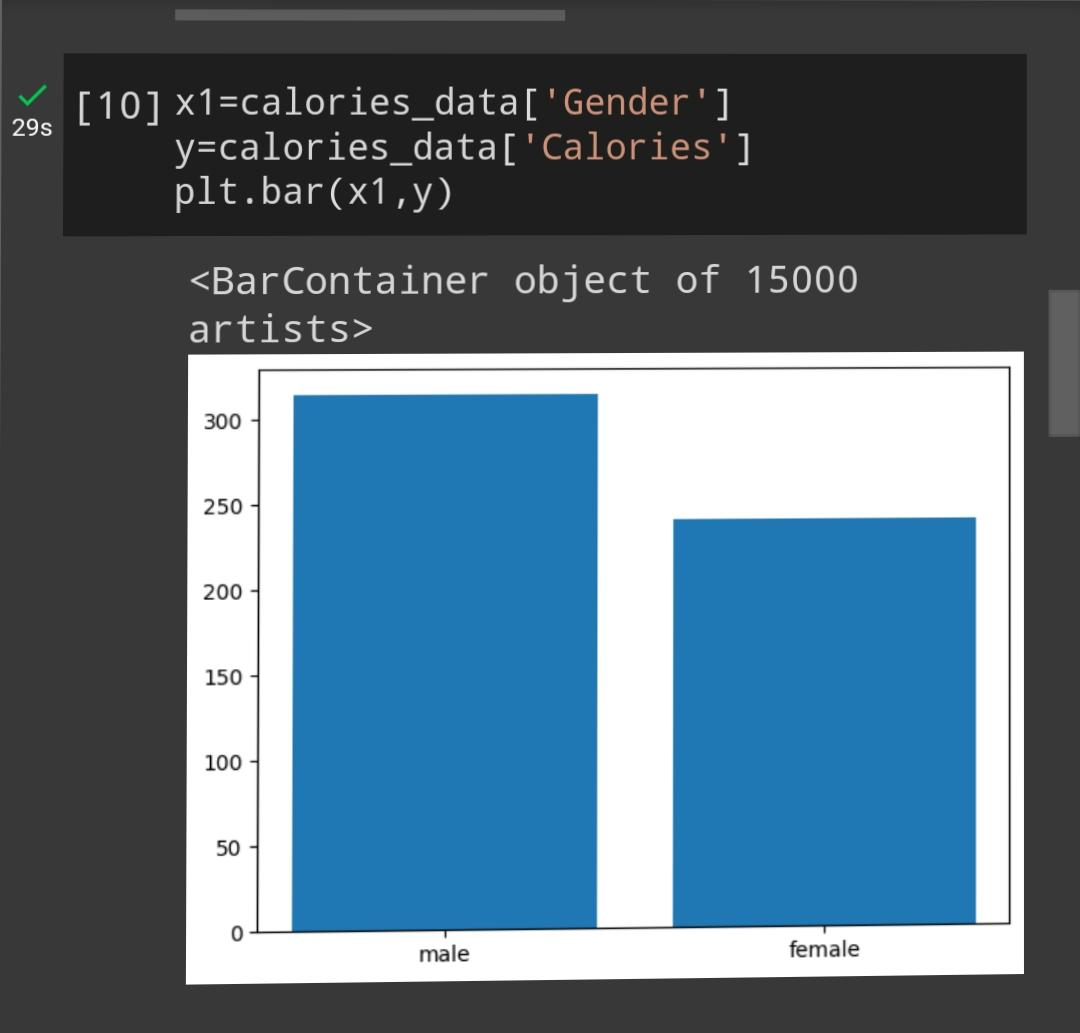 [10] x1=calories_data['Gender']
29s
y=calories_data['Calories']
plt.bar(x1,y)
<BarContainer object of 15000
artists>
300
250
200
150
100
50
0
male
female